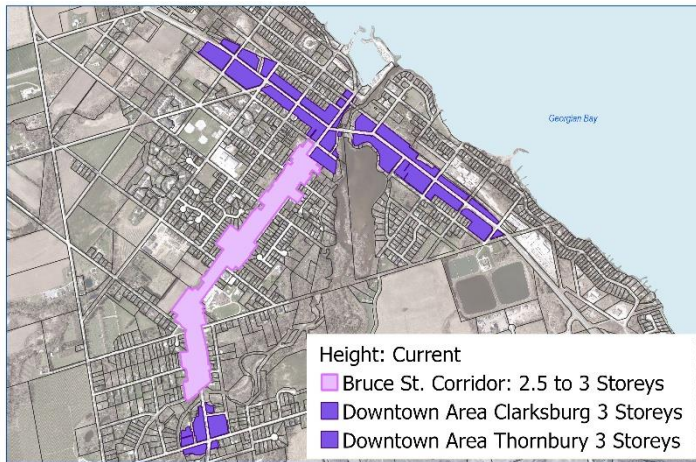 Georgian Bay
Height: Current
Bruce St. Corridor: 2.5 to 3 Storeys
Downtown Area Clarksburg 3 Storeys
Downtown Area Thornbury 3 Storeys